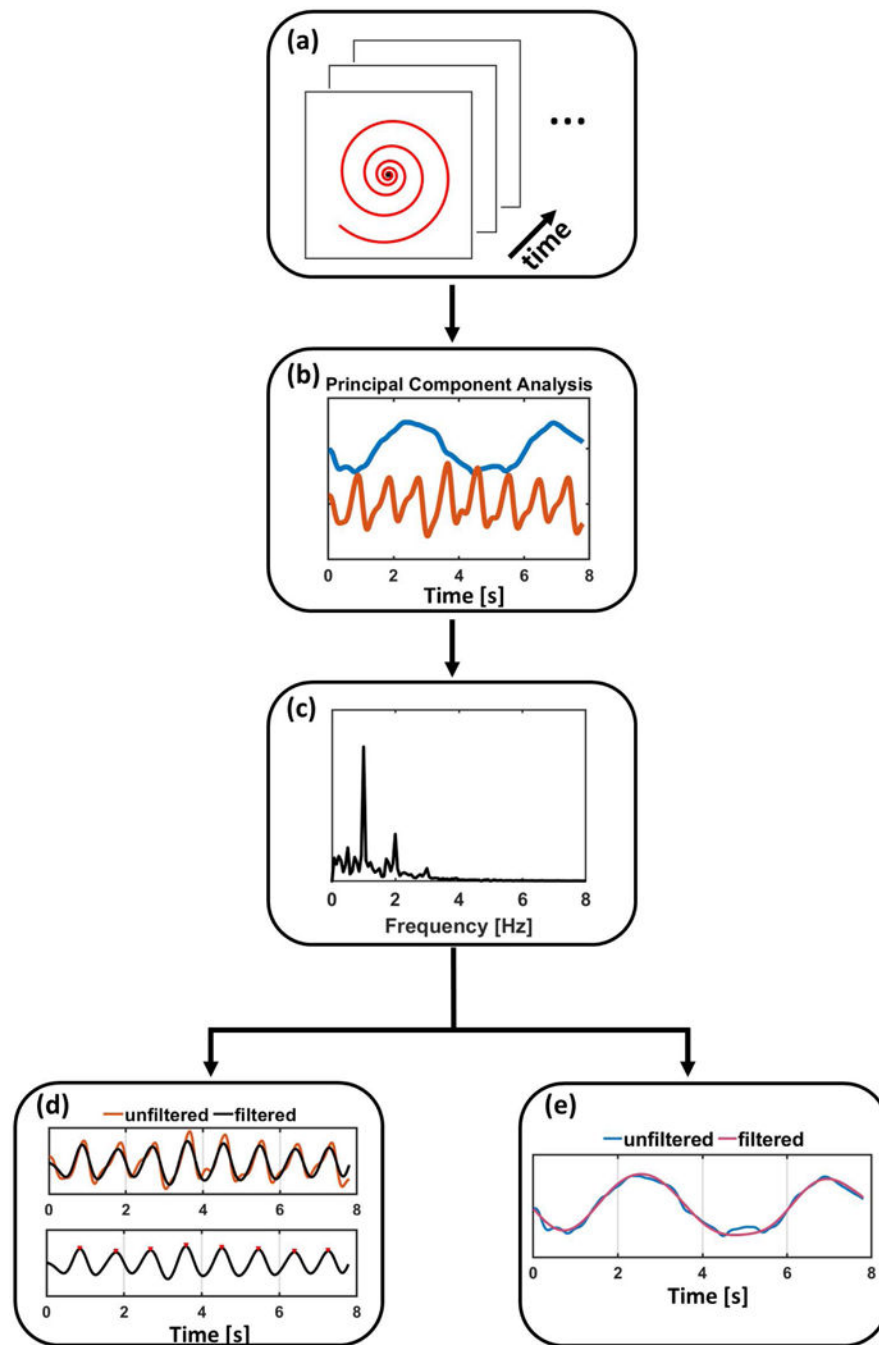 (a)
...
time
(b)
Principal Component Analysis
0 2 4 6 8
Time [s]
(c)
0 2 4 6 8
Frequency [Hz]
(d)
unfiltered filtered
0 2 4 6 8
0 2 4 6 8
Time [s]
(e)
unfiltered filtered
0 2 4 6 8
Time [s]